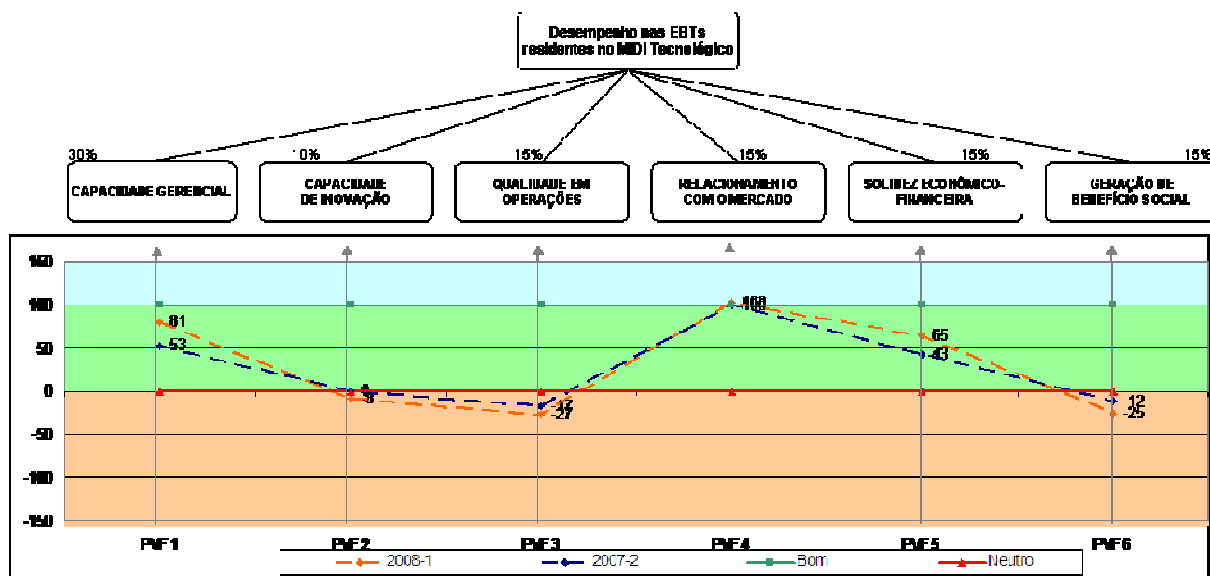 Desempenho nas EBTs
residentes no MIDI Tecnológico
30%
10%
15%
15%
15%
15%
CAPACIDADE GERENCIAL
CAPACIDADE
DE INOVAÇÃO
QUALIDADE EM
OPERAÇÕES
RELACIONAMENTO
COM O MERCADO
SOLIDEZ ECONÔMICO-
FINANCEIRA
GERAÇÃO DE
BENEFÍCIO SOCIAL
150
100
50
0
-50
-100
-150
81
53
-17
-27
65
43
-12
-25
PVF1
PVF2
PVF3
PVF4
PVF5
PVF6
2008-1
2007-2
Bom
Neutro